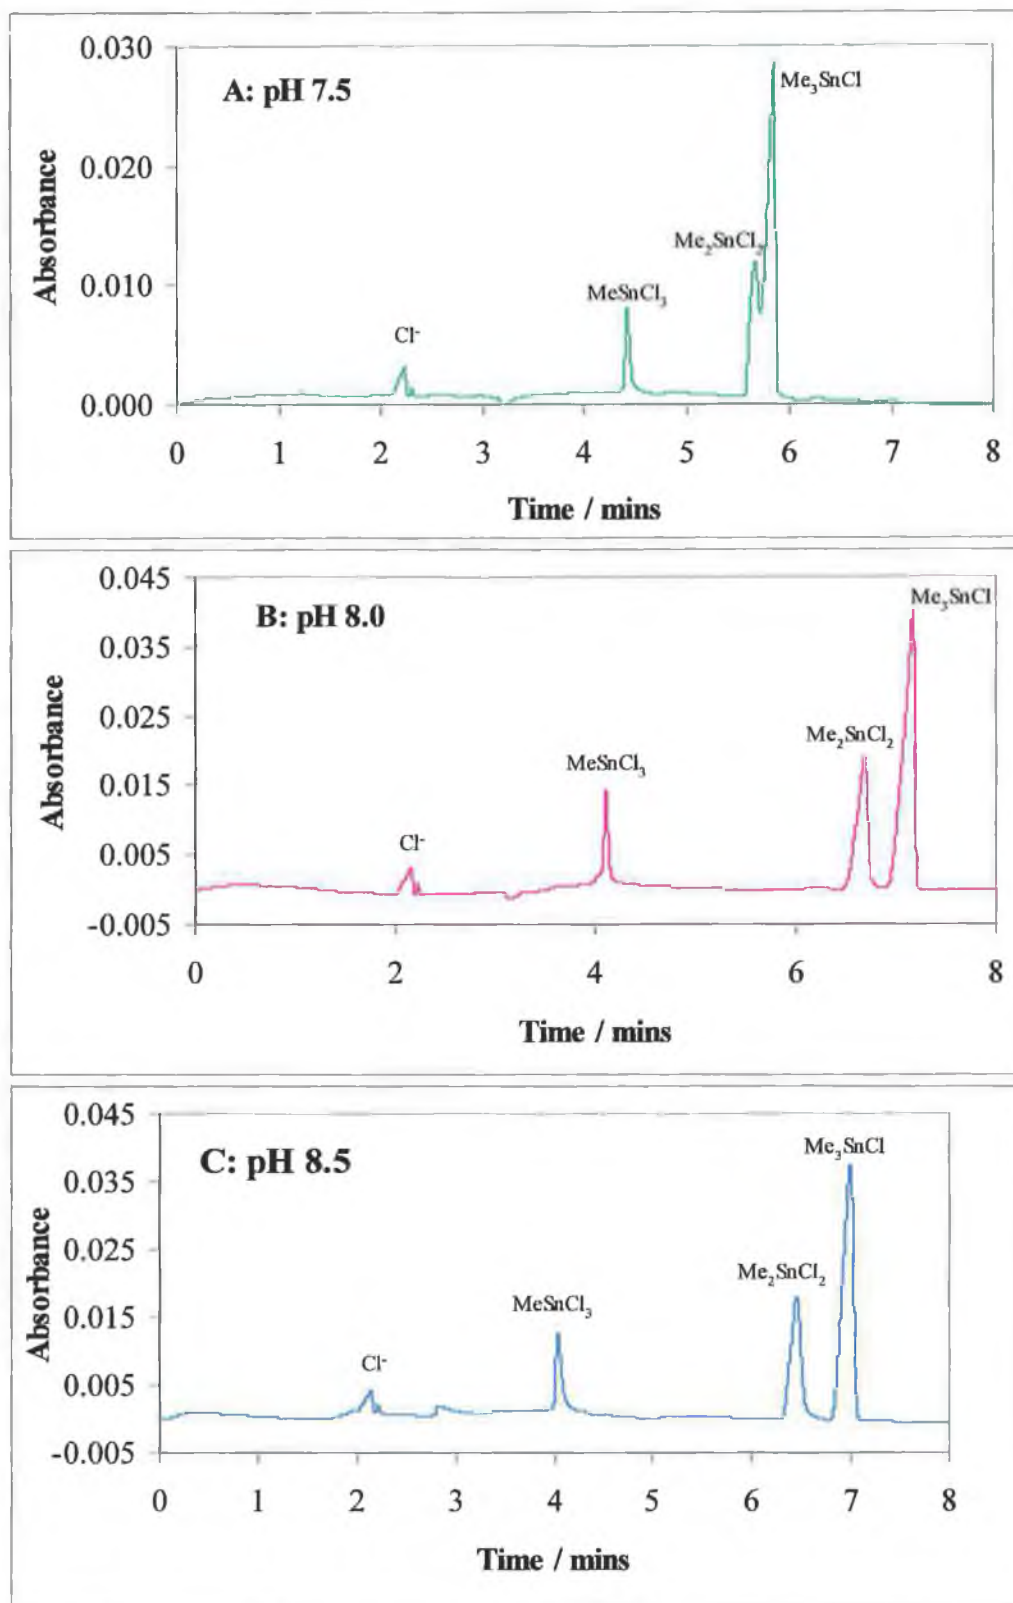 A: pH 7.5
Absorbance
0.030
0.020
0.010
0.000
Cl⁻
MeSnCl₃
Me₂SnCl₂
Me₃SnCl
0 1 2 3 4 5 6 7 8
Time / mins
B: pH 8.0
Absorbance
0.045
0.035
0.025
0.015
0.005
-0.005
Cl⁻
MeSnCl₃
Me₂SnCl₂
Me₃SnCl
0 2 4 6 8
Time / mins
C: pH 8.5
Absorbance
0.045
0.035
0.025
0.015
0.005
-0.005
Cl⁻
MeSnCl₃
Me₂SnCl₂
Me₃SnCl
0 1 2 3 4 5 6 7 8
Time / mins